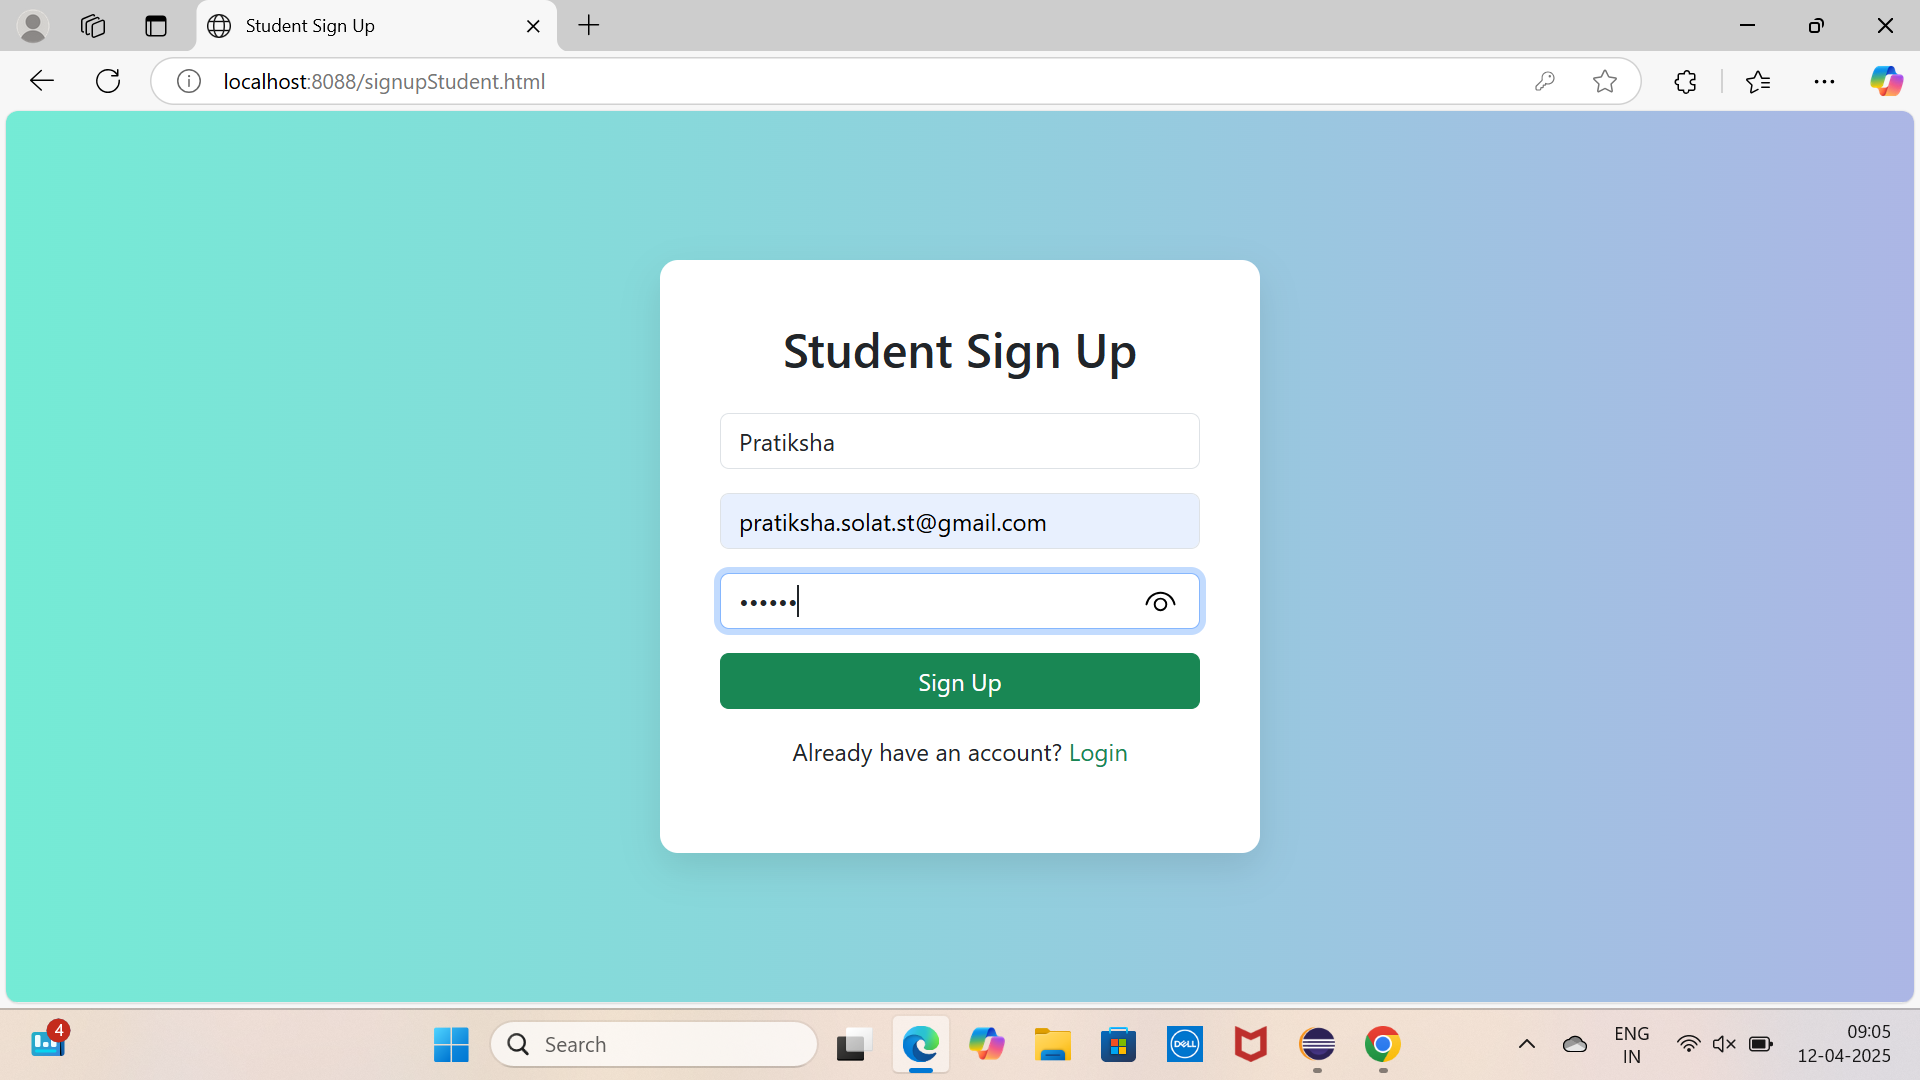 Student Sign Up
localhost:8088/signupStudent.html
Student Sign Up
Pratiksha
pratiksha.solat.st@gmail.com
••••••
Sign Up
Already have an account? Login
4
Search
DELL
ENG
IN
09:05
12-04-2025